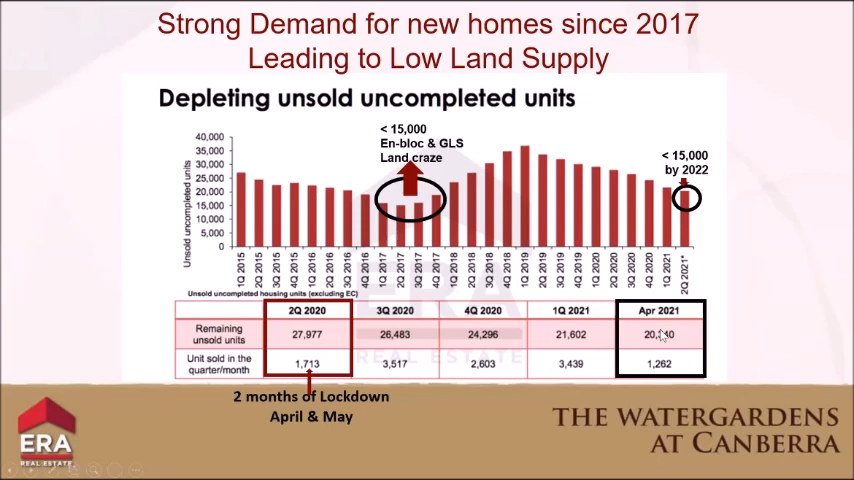 Strong Demand for new homes since 2017
Leading to Low Land Supply
Depleting unsold uncompleted units
< 15,000
En-bloc & GLS
Land craze
< 15,000
by 2022
Unsold uncompleted units
40,000
35,000
30,000
25,000
20,000
15,000
10,000
5,000
0
1Q 2015
2Q 2015
3Q 2015
4Q 2015
1Q 2016
2Q 2016
3Q 2016
4Q 2016
1Q 2017
2Q 2017
3Q 2017
4Q 2017
1Q 2018
2Q 2018
3Q 2018
4Q 2018
1Q 2019
2Q 2019
3Q 2019
4Q 2019
1Q 2020
2Q 2020
3Q 2020
4Q 2020
1Q 2021
2Q 2021*
Unsold uncompleted housing units (excluding EC)
2Q 2020 3Q 2020 4Q 2020 1Q 2021 Apr 2021
Remaining
unsold units 27,977 26,483 24,296 21,602
Unit sold in the
quarter/month 1,713 3,517 2,603 3,439 1,262
ERA
REAL ESTATE
2 months of Lockdown
April & May
ERA
REAL ESTATE
THE WATERGARDENS
AT CANBERRA